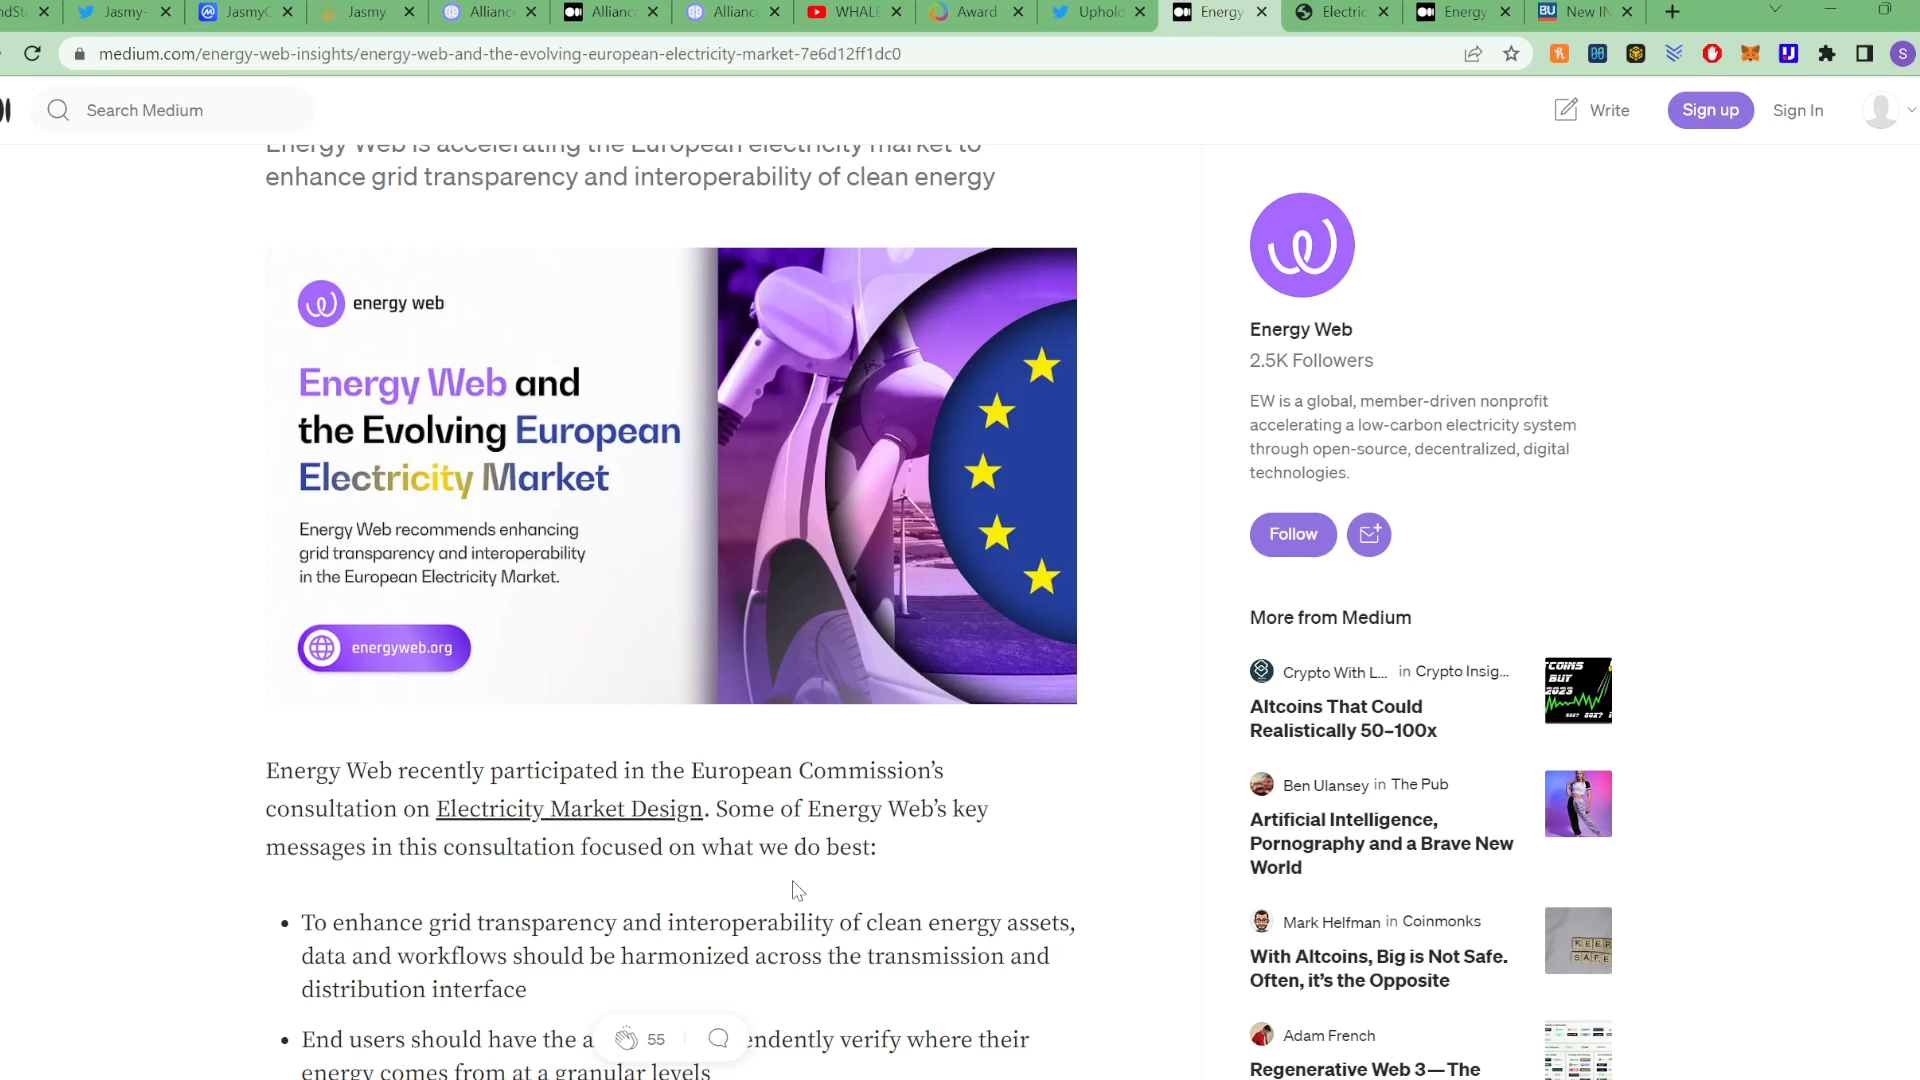 Jasmy-
JasmyC
Jasmy
Allianc
Allianc
Allianc
WHALE
Award
Uphold
Energy
Electric
Energy
BU New IN
medium.com/energy-web-insights/energy-web-and-the-evolving-european-electricity-market-7e6d12ff1dc0
S
Search Medium
Write
Sign up
Sign In
Energy Web is accelerating the European electricity market to
enhance grid transparency and interoperability of clean energy
energy web
Energy Web and
the Evolving European
Electricity Market
Energy Web recommends enhancing
grid transparency and interoperability
in the European Electricity Market.
energyweb.org
Energy Web recently participated in the European Commission’s
consultation on Electricity Market Design. Some of Energy Web’s key
messages in this consultation focused on what we do best:
• To enhance grid transparency and interoperability of clean energy assets,
data and workflows should be harmonized across the transmission and
distribution interface
• End users should have the a endently verify where their
energy comes from at a granular levels
55
Energy Web
2.5K Followers
EW is a global, member-driven nonprofit
accelerating a low-carbon electricity system
through open-source, decentralized, digital
technologies.
Follow
More from Medium
Crypto With L... in Crypto Insig...
Altcoins That Could
Realistically 50–100x
TCOINS
BUY
2023
Ben Ulansey in The Pub
Artificial Intelligence,
Pornography and a Brave New
World
Mark Helfman in Coinmonks
With Altcoins, Big is Not Safe.
Often, it’s the Opposite
KEEP
SAFE
Adam French
Regenerative Web 3—The